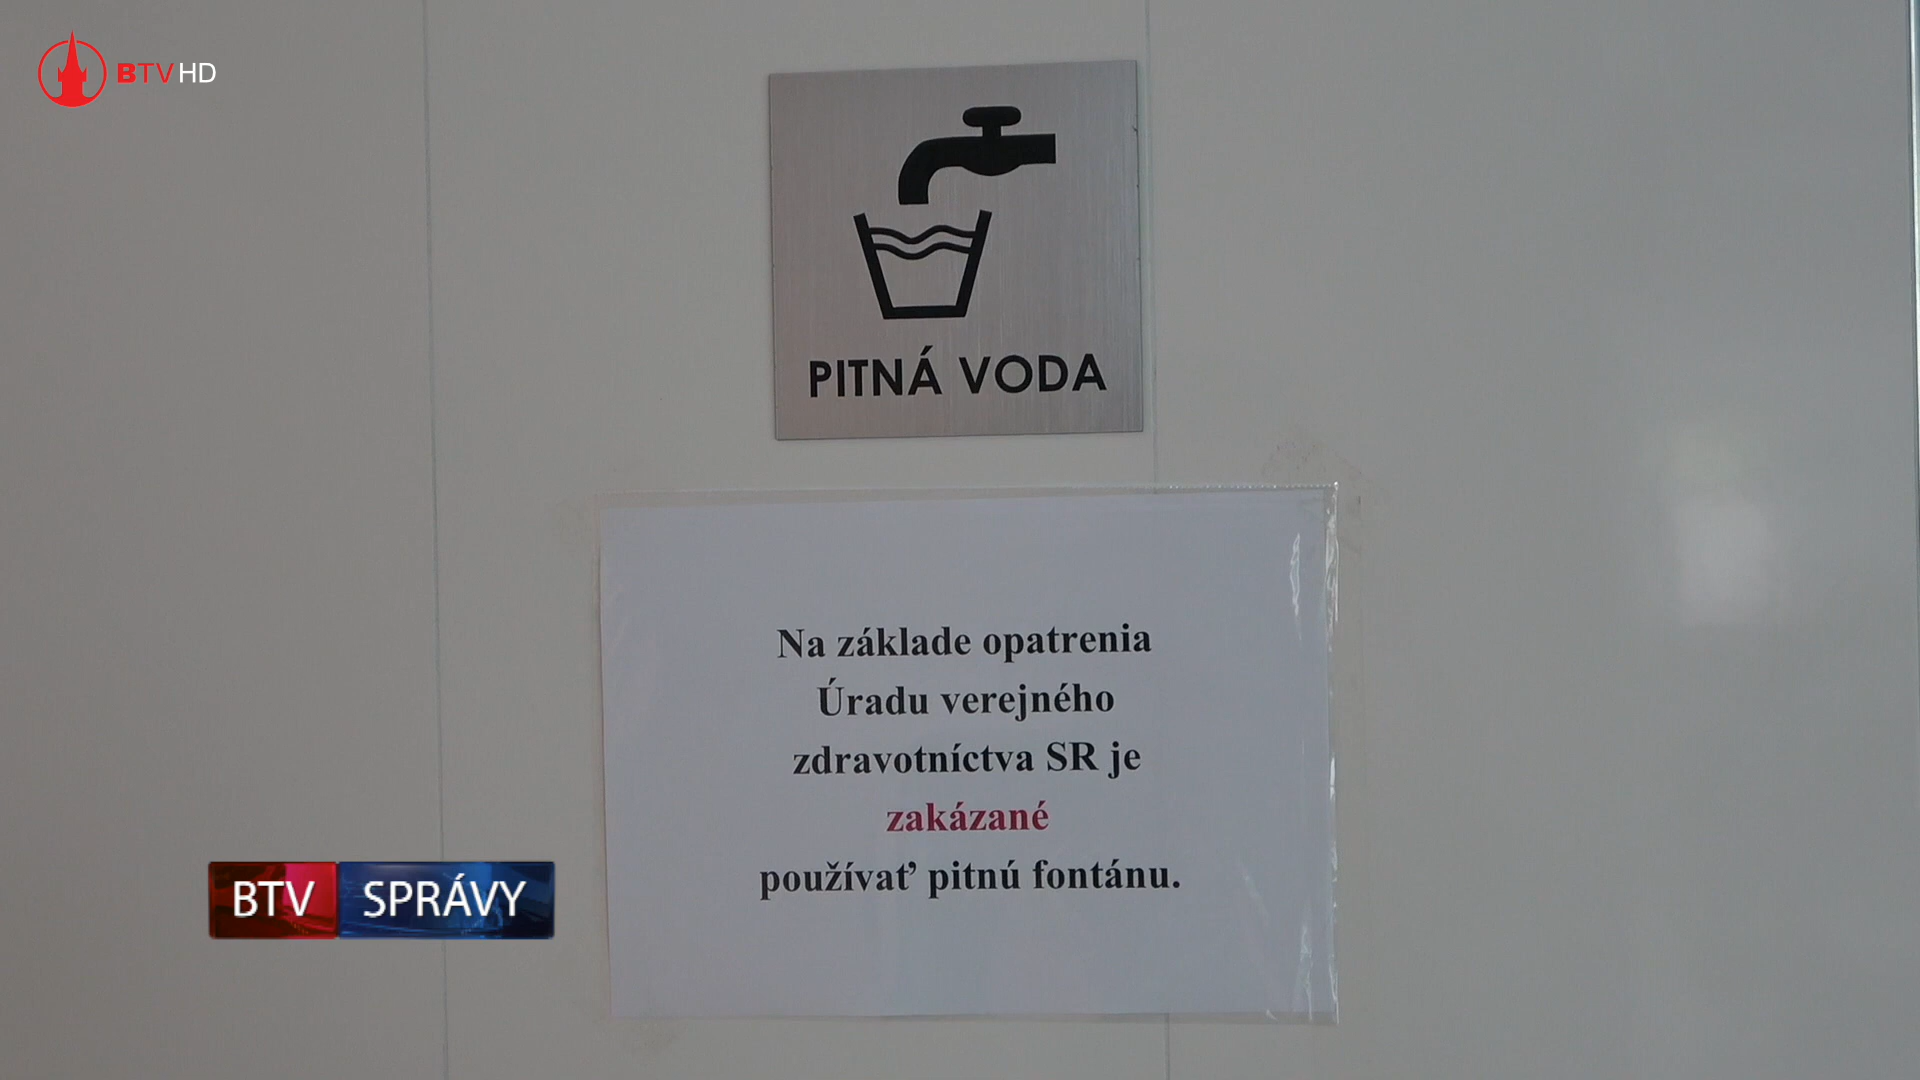 BTV HD
PITNÁ VODA
Na základe opatrenia
Úradu verejného
zdravotníctva SR je
zakázané
používať pitnú fontánu.
BTV SPRÁVY